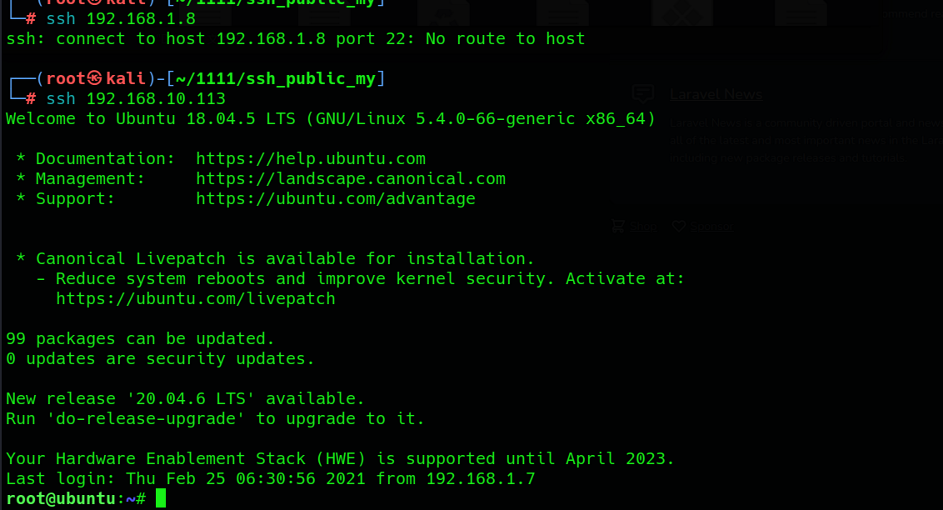 ┌──(root㉿kali)-[~/1111/ssh_public_my]
└─# ssh 192.168.1.8
ssh: connect to host 192.168.1.8 port 22: No route to host
┌──(root㉿kali)-[~/1111/ssh_public_my]
└─# ssh 192.168.10.113
Welcome to Ubuntu 18.04.5 LTS (GNU/Linux 5.4.0-66-generic x86_64)
* Documentation:  https://help.ubuntu.com
* Management:     https://landscape.canonical.com
* Support:        https://ubuntu.com/advantage
* Canonical Livepatch is available for installation.
- Reduce system reboots and improve kernel security. Activate at:
https://ubuntu.com/livepatch
99 packages can be updated.
0 updates are security updates.
New release '20.04.6 LTS' available.
Run 'do-release-upgrade' to upgrade to it.
Your Hardware Enablement Stack (HWE) is supported until April 2023.
Last login: Thu Feb 25 06:30:56 2021 from 192.168.1.7
root@ubuntu:~#
Laravel News